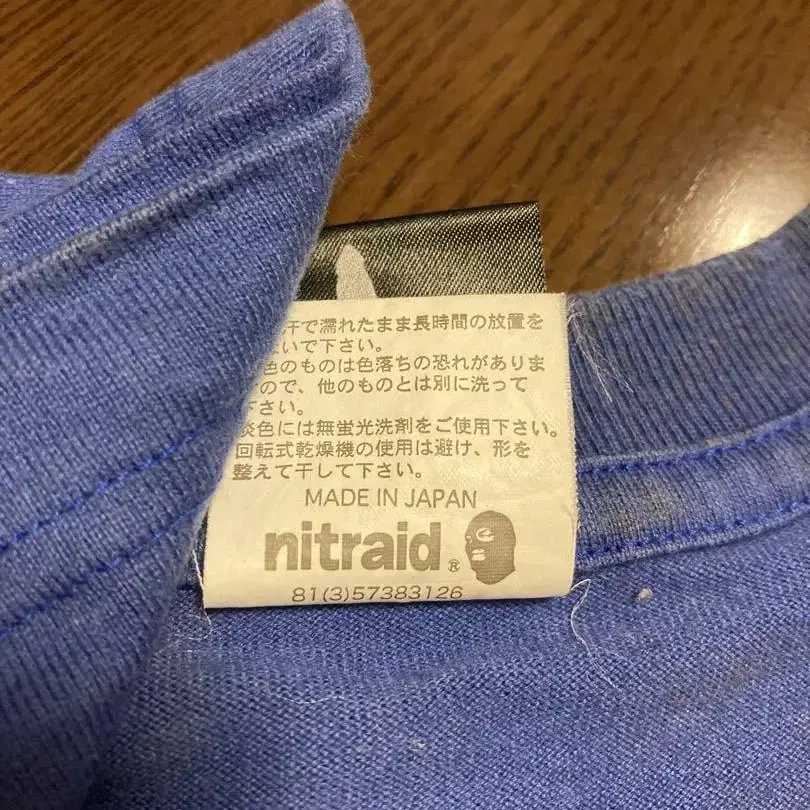 汗で濡れたまま長時間の放置を
ないで下さい。
色のものは色落ちの恐れがありま
ので、他のものとは別に洗って
下さい。
淡色には無蛍光洗剤をご使用下さい。
回転式乾燥機の使用は避け、形を
整えて干して下さい。
MADE IN JAPAN
nitraid®
81(3)57383126